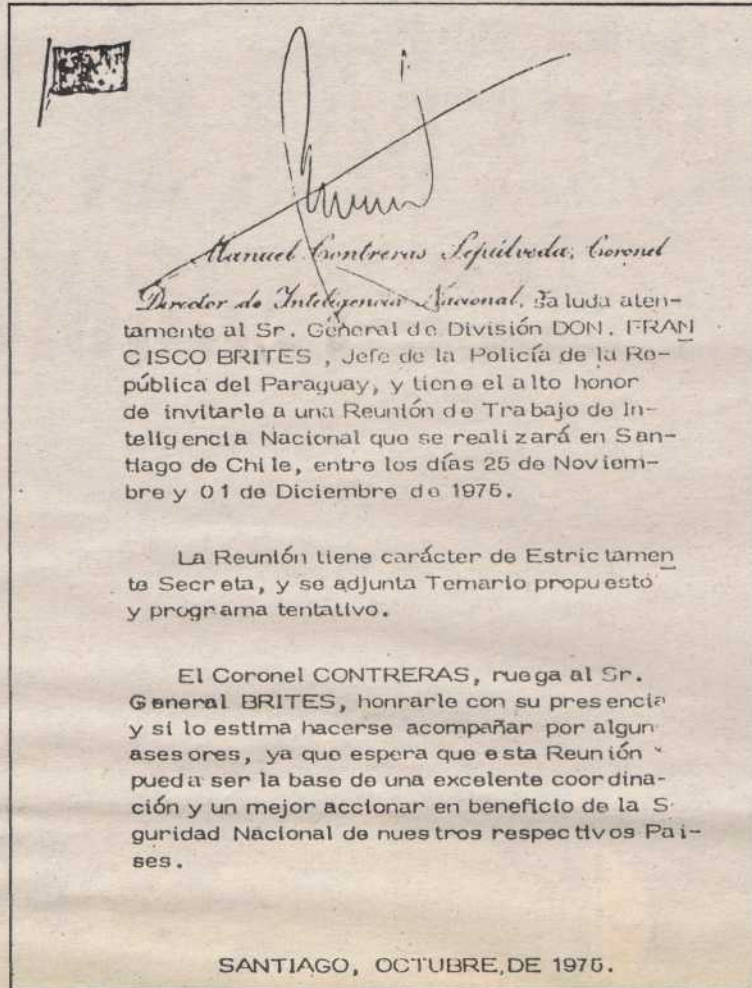 Manuel Contreras Sepúlveda, Coronel
Director de Inteligencia Nacional, saluda aten-
tamente al Sr. General de División DON. FRAN
CISCO BRITES , Jefe de la Policía de la Re-
pública del Paraguay, y tiene el alto honor
de invitarle a una Reunión de Trabajo de In-
teligencia Nacional que se realizará en San-
tiago de Chile, entre los días 25 de Noviem-
bre y 01 de Diciembre de 1975.
La Reunión tiene carácter de Estrictamen
te Secreta, y se adjunta Temario propuesto
y programa tentativo.
El Coronel CONTRERAS, ruega al Sr.
General BRITES, honrarle con su presencia
y si lo estima hacerse acompañar por algun
asesores, ya que espera que esta Reunión
pueda ser la base de una excelente coordina-
ción y un mejor accionar en beneficio de la S
guridad Nacional de nuestros respectivos Paí-
ses.
SANTIAGO, OCTUBRE, DE 1975.